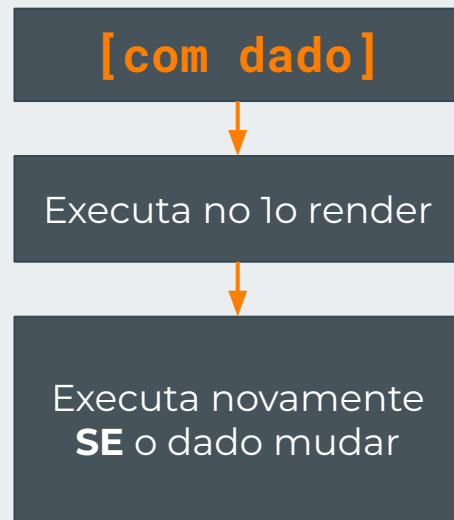 [com dado]
Executa no 1o render
Executa novamente
SE o dado mudar